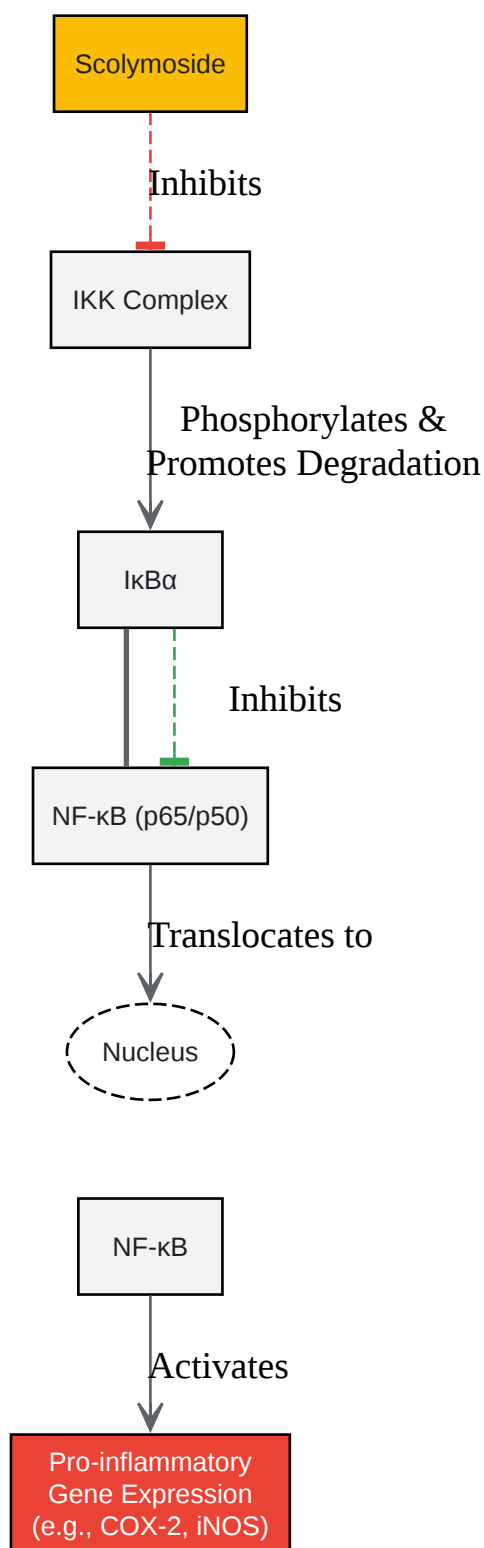 Scolymoside
Inhibits
IKK Complex
Phosphorylates &
Promotes Degradation
IκBα
Inhibits
NF-κB (p65/p50)
Translocates to
Nucleus
NF-κB
Activates
Pro-inflammatory
Gene Expression
(e.g., COX-2, iNOS)